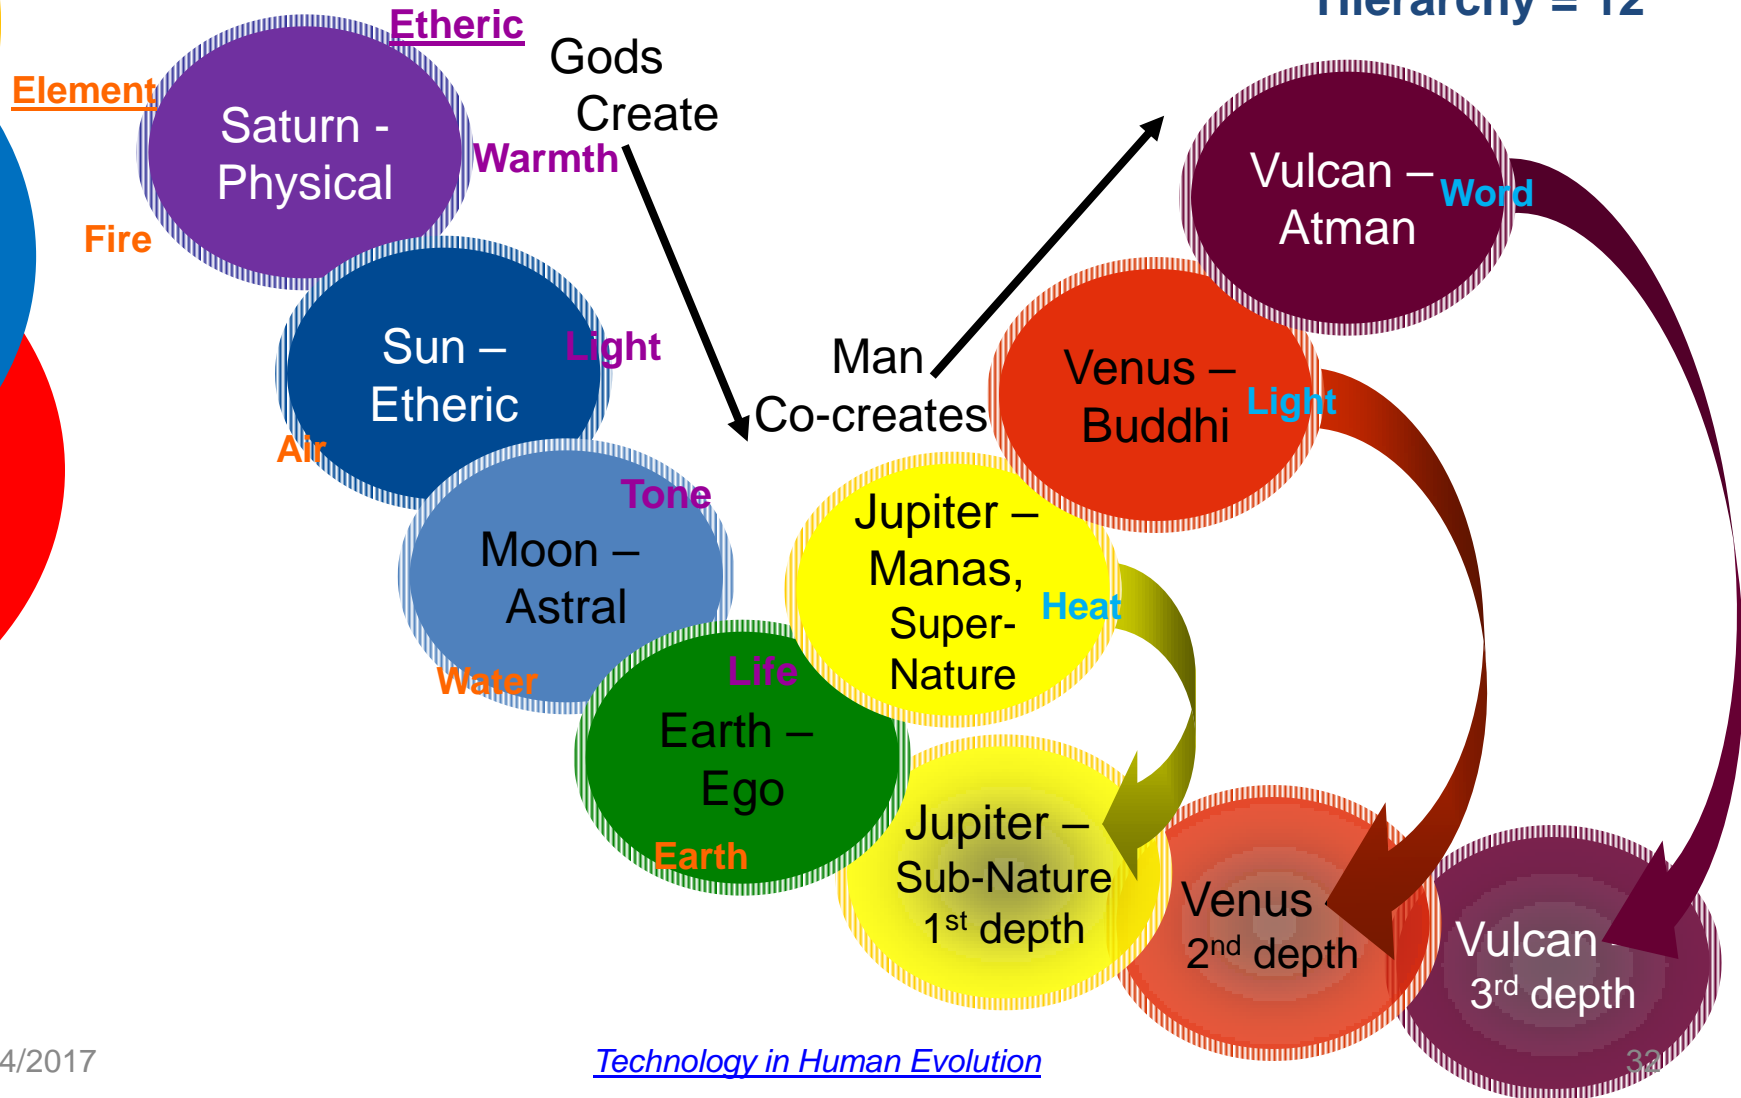 Hierarchy = 12
Etheric
Element
Gods
Create
Saturn -
Physical
Warmth
Fire
Sun –
Etheric
Light
Air
Moon –
Astral
Tone
Water
Life
Earth –
Ego
Earth
Man
Co-creates
Vulcan –
Atman
Word
Venus –
Buddhi
Light
Jupiter –
Manas,
Super-
Nature
Heat
Jupiter –
Sub-Nature
1st depth
Venus -
2nd depth
Vulcan -
3rd depth
4/2017
Technology in Human Evolution
32